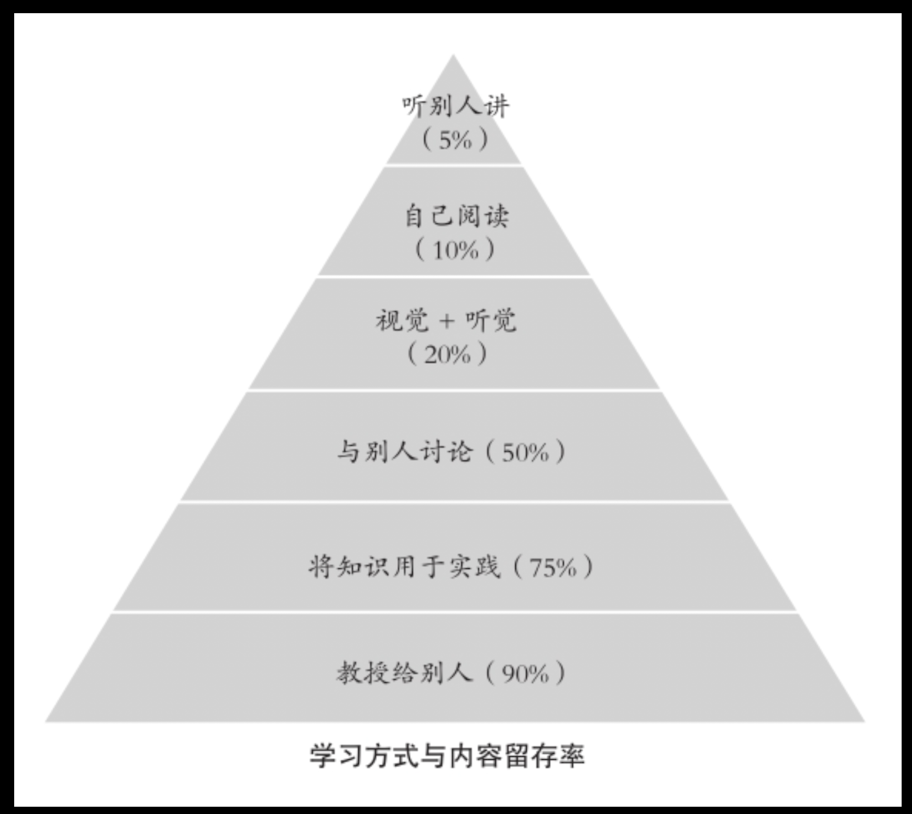 听别人讲
（5%）
自己阅读
（10%）
视觉 + 听觉
（20%）
与别人讨论（50%）
将知识用于实践（75%）
教授给别人（90%）
学习方式与内容留存率